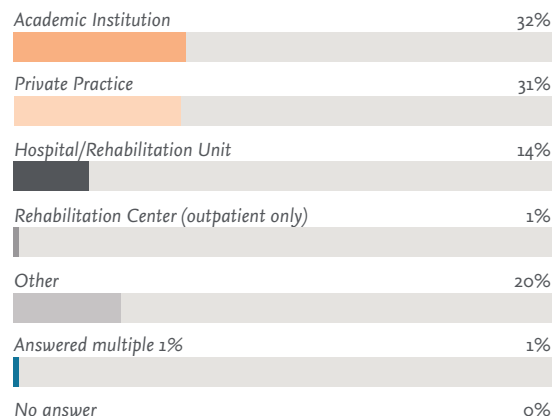 Academic Institution 32%
Private Practice 31%
Hospital/Rehabilitation Unit 14%
Rehabilitation Center (outpatient only) 1%
Other 20%
Answered multiple 1% 1%
No answer 0%